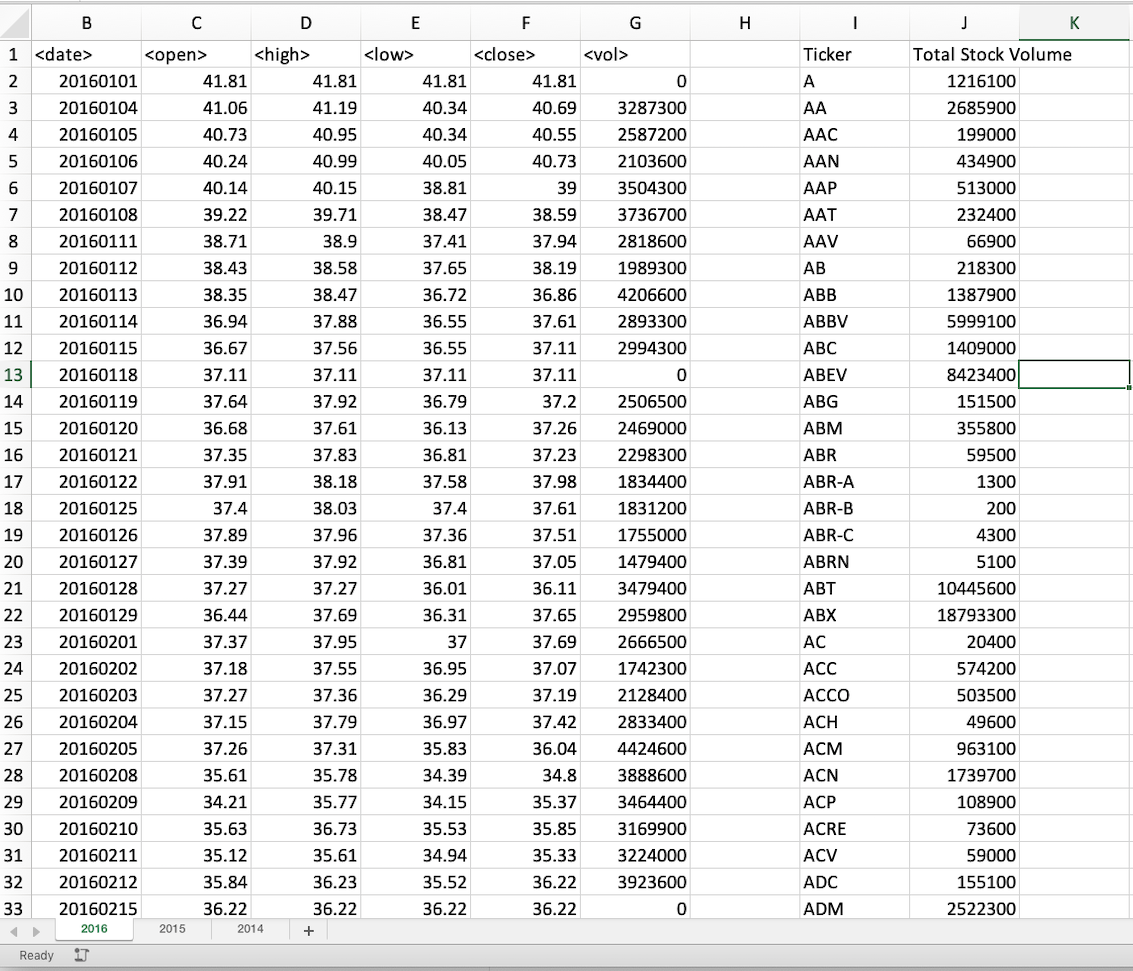 B C D E F G H I J K
1 <date> <open> <high> <low> <close> <vol> Ticker Total Stock Volume
2 20160101 41.81 41.81 41.81 41.81 0 A 1216100
3 20160104 41.06 41.19 40.34 40.69 3287300 AA 2685900
4 20160105 40.73 40.95 40.34 40.55 2587200 AAC 199000
5 20160106 40.24 40.99 40.05 40.73 2103600 AAN 434900
6 20160107 40.14 40.15 38.81 39 3504300 AAP 513000
7 20160108 39.22 39.71 38.47 38.59 3736700 AAT 232400
8 20160111 38.71 38.9 37.41 37.94 2818600 AAV 66900
9 20160112 38.43 38.58 37.65 38.19 1989300 AB 218300
10 20160113 38.35 38.47 36.72 36.86 4206600 ABB 1387900
11 20160114 36.94 37.88 36.55 37.61 2893300 ABBV 5999100
12 20160115 36.67 37.56 36.55 37.11 2994300 ABC 1409000
13 20160118 37.11 37.11 37.11 37.11 0 ABEV 8423400
14 20160119 37.64 37.92 36.79 37.2 2506500 ABG 151500
15 20160120 36.68 37.61 36.13 37.26 2469000 ABM 355800
16 20160121 37.35 37.83 36.81 37.23 2298300 ABR 59500
17 20160122 37.91 38.18 37.58 37.98 1834400 ABR-A 1300
18 20160125 37.4 38.03 37.4 37.61 1831200 ABR-B 200
19 20160126 37.89 37.96 37.36 37.51 1755000 ABR-C 4300
20 20160127 37.39 37.92 36.81 37.05 1479400 ABRN 5100
21 20160128 37.27 37.27 36.01 36.11 3479400 ABT 10445600
22 20160129 36.44 37.69 36.31 37.65 2959800 ABX 18793300
23 20160201 37.37 37.95 37 37.69 2666500 AC 20400
24 20160202 37.18 37.55 36.95 37.07 1742300 ACC 574200
25 20160203 37.27 37.36 36.29 37.19 2128400 ACCO 503500
26 20160204 37.15 37.79 36.97 37.42 2833400 ACH 49600
27 20160205 37.26 37.31 35.83 36.04 4424600 ACM 963100
28 20160208 35.61 35.78 34.39 34.8 3888600 ACN 1739700
29 20160209 34.21 35.77 34.15 35.37 3464400 ACP 108900
30 20160210 35.63 36.73 35.53 35.85 3169900 ACRE 73600
31 20160211 35.12 35.61 34.94 35.33 3224000 ACV 59000
32 20160212 35.84 36.23 35.52 36.22 3923600 ADC 155100
33 20160215 36.22 36.22 36.22 36.22 0 ADM 2522300
2016 2015 2014 +
Ready